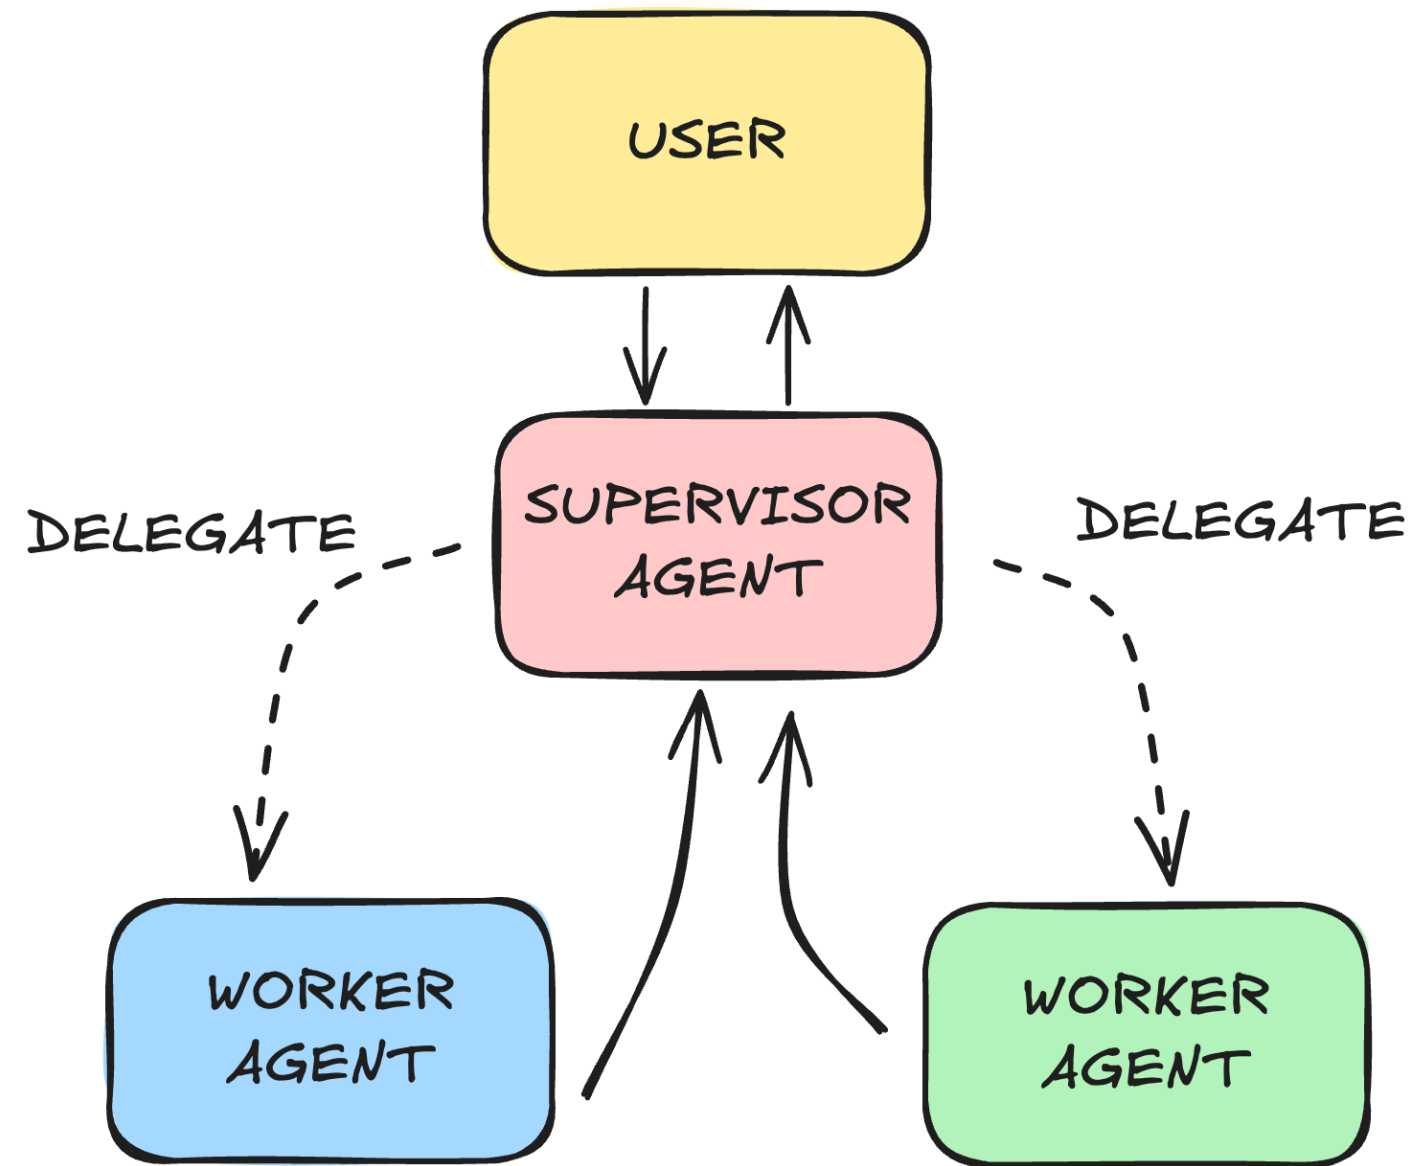 USER
SUPERVISOR
AGENT
DELEGATE
DELEGATE
WORKER
AGENT
WORKER
AGENT